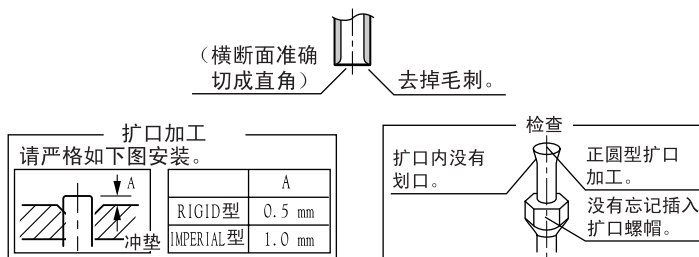 （横断面准确
切成直角）
去掉毛刺。
扩口加工
请严格如下图安装。
A
冲垫
A
RIGID型 0.5 mm
IMPERIAL型 1.0 mm
检查
扩口内没有
划口。
正圆型扩口
加工。
没有忘记插入
扩口螺帽。